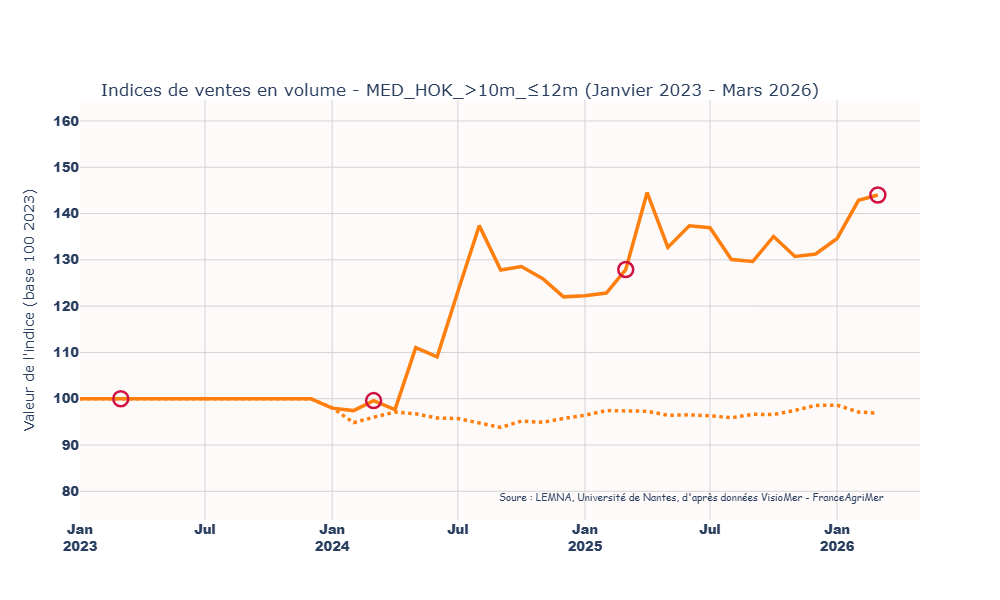 Indices de ventes en volume - MED_HOK_>10m_≤12m (Janvier 2023 - Mars 2026)
Valeur de l'indice (base 100 2023)
160
150
140
130
120
110
100
90
80
Soure : LEMNA, Université de Nantes, d'après données VisioMer - FranceAgriMer
Jan Jul Jan Jul Jan Jul Jan
2023 2024 2025 2026